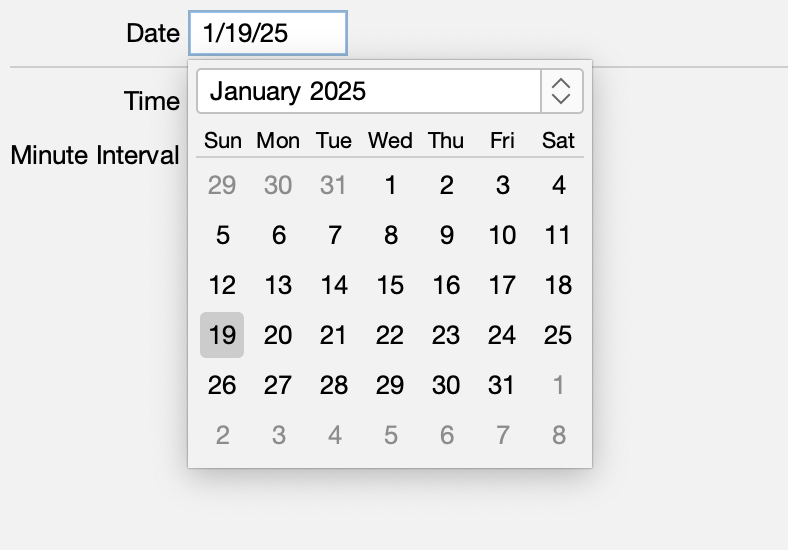 Date 1/19/25
January 2025
Time
Sun Mon Tue Wed Thu Fri Sat
Minute Interval
29 30 31 1 2 3 4
5 6 7 8 9 10 11
12 13 14 15 16 17 18
19 20 21 22 23 24 25
26 27 28 29 30 31 1
2 3 4 5 6 7 8